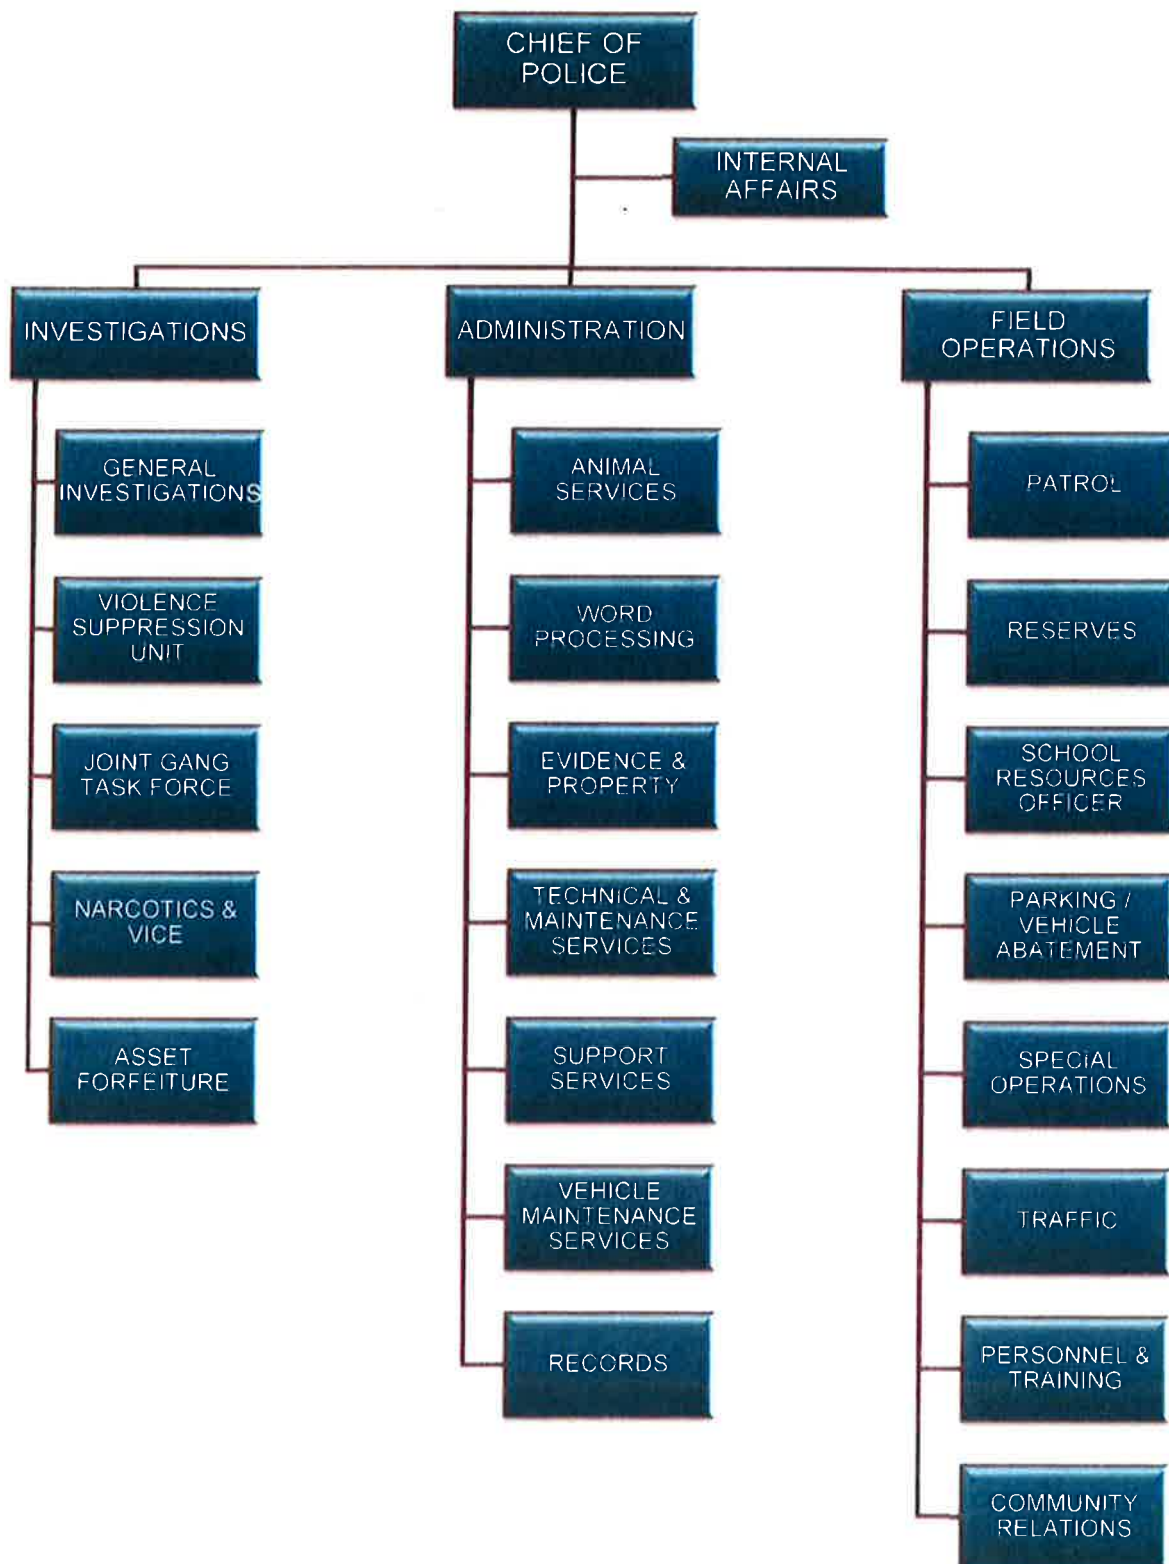 CHIEF OF
POLICE
INTERNAL
AFFAIRS
INVESTIGATIONS
GENERAL
INVESTIGATIONS
VIOLENCE
SUPPRESSION
UNIT
JOINT GANG
TASK FORCE
NARCOTICS &
VICE
ASSET
FORFEITURE
ADMINISTRATION
ANIMAL
SERVICES
WORD
PROCESSING
EVIDENCE &
PROPERTY
TECHNICAL &
MAINTENANCE
SERVICES
SUPPORT
SERVICES
VEHICLE
MAINTENANCE
SERVICES
RECORDS
FIELD
OPERATIONS
PATROL
RESERVES
SCHOOL
RESOURCES
OFFICER
PARKING /
VEHICLE
ABATEMENT
SPECIAL
OPERATIONS
TRAFFIC
PERSONNEL &
TRAINING
COMMUNITY
RELATIONS